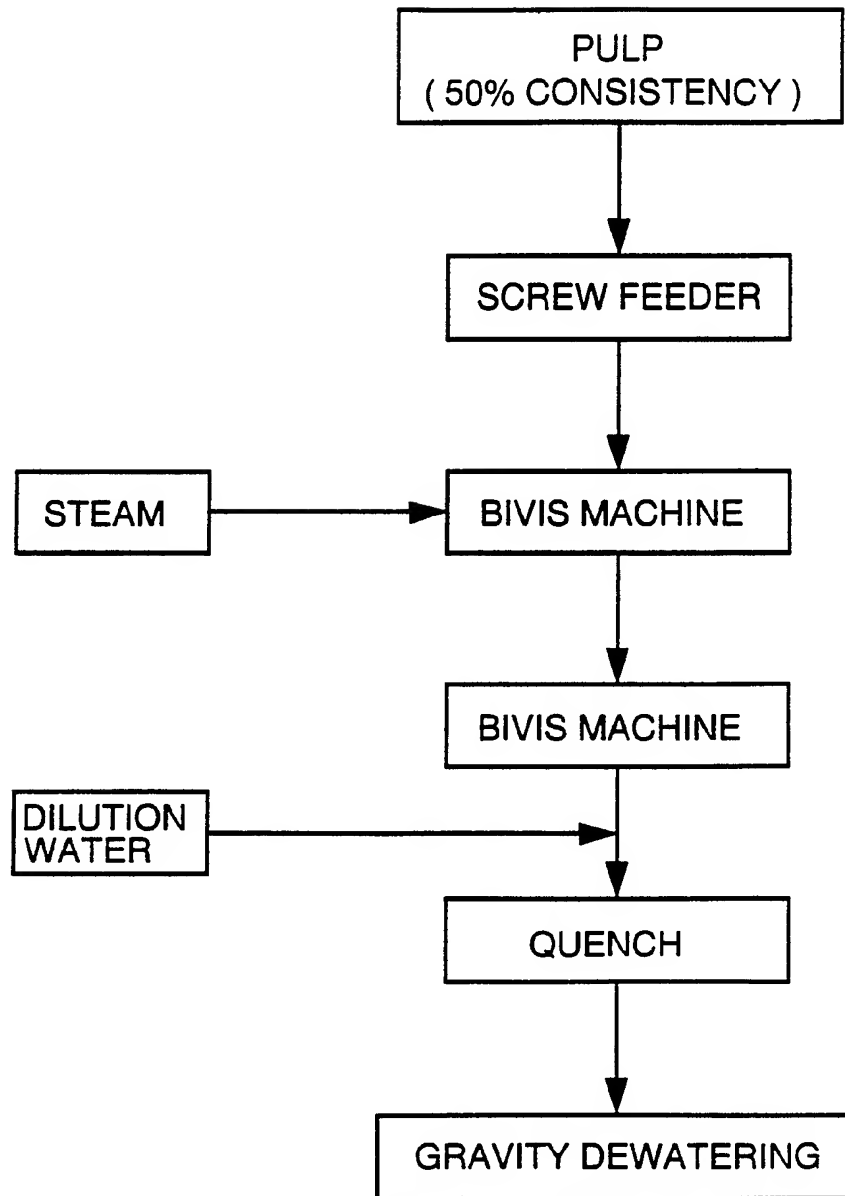 PULP
( 50% CONSISTENCY )
SCREW FEEDER
STEAM
BIVIS MACHINE
BIVIS MACHINE
DILUTION
WATER
QUENCH
GRAVITY DEWATERING